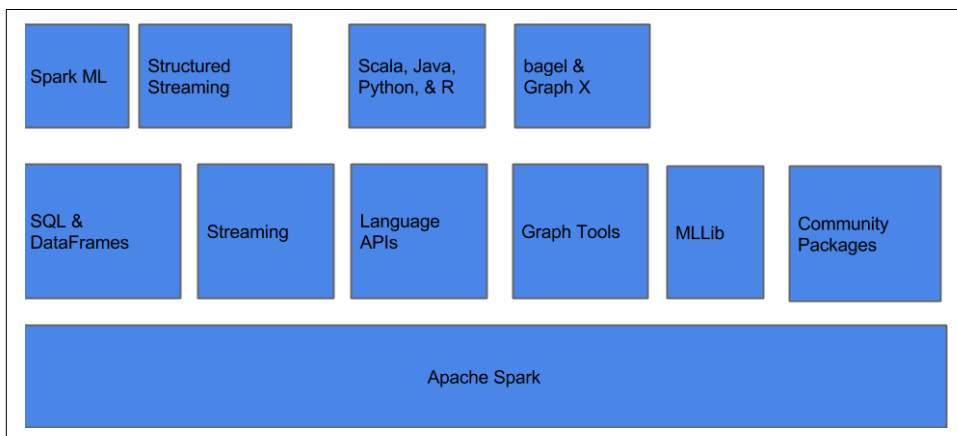 Spark ML
Structured
Streaming
Scala, Java,
Python, & R
bagel &
Graph X
SQL &
DataFrames
Streaming
Language
APIs
Graph Tools
MLLib
Community
Packages
Apache Spark